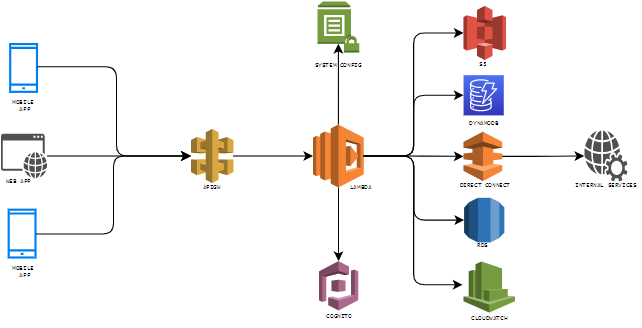 SYSTEM CONFIG
S3
MOBILE
APP
DYNAMODB
WEB APP
APIGW
LAMBDA
DIRECT CONNECT
INTERNAL SERVICES
RDS
MOBILE
APP
COGNITO
CLOUDWATCH